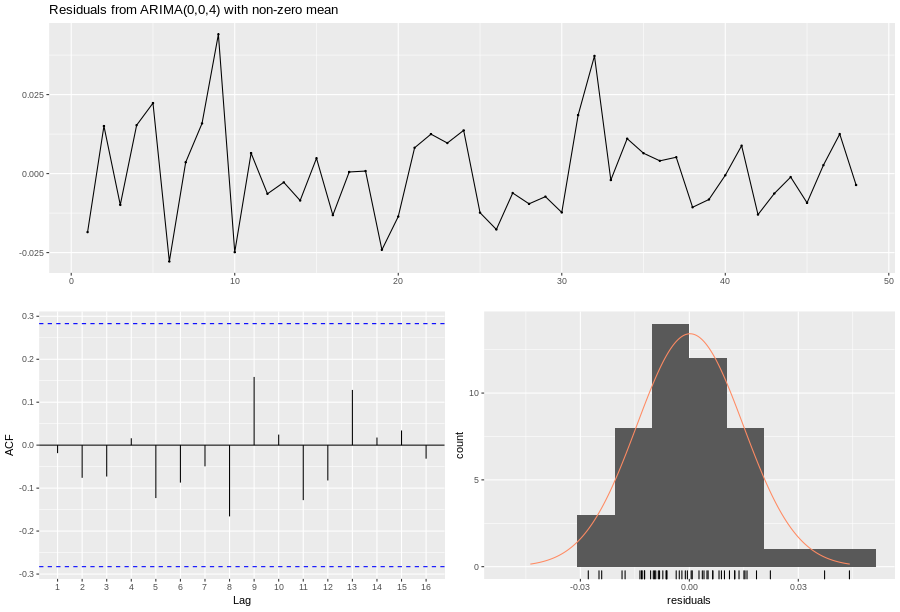 Residuals from ARIMA(0,0,4) with non-zero mean
0.025
0.000
-0.025
0 10 20 30 40 50
0.3
0.2
0.1
0.0
-0.1
-0.2
-0.3
ACF
1 2 3 4 5 6 7 8 9 10 11 12 13 14 15 16
Lag
10
5
0
count
-0.03 0.00 0.03
residuals